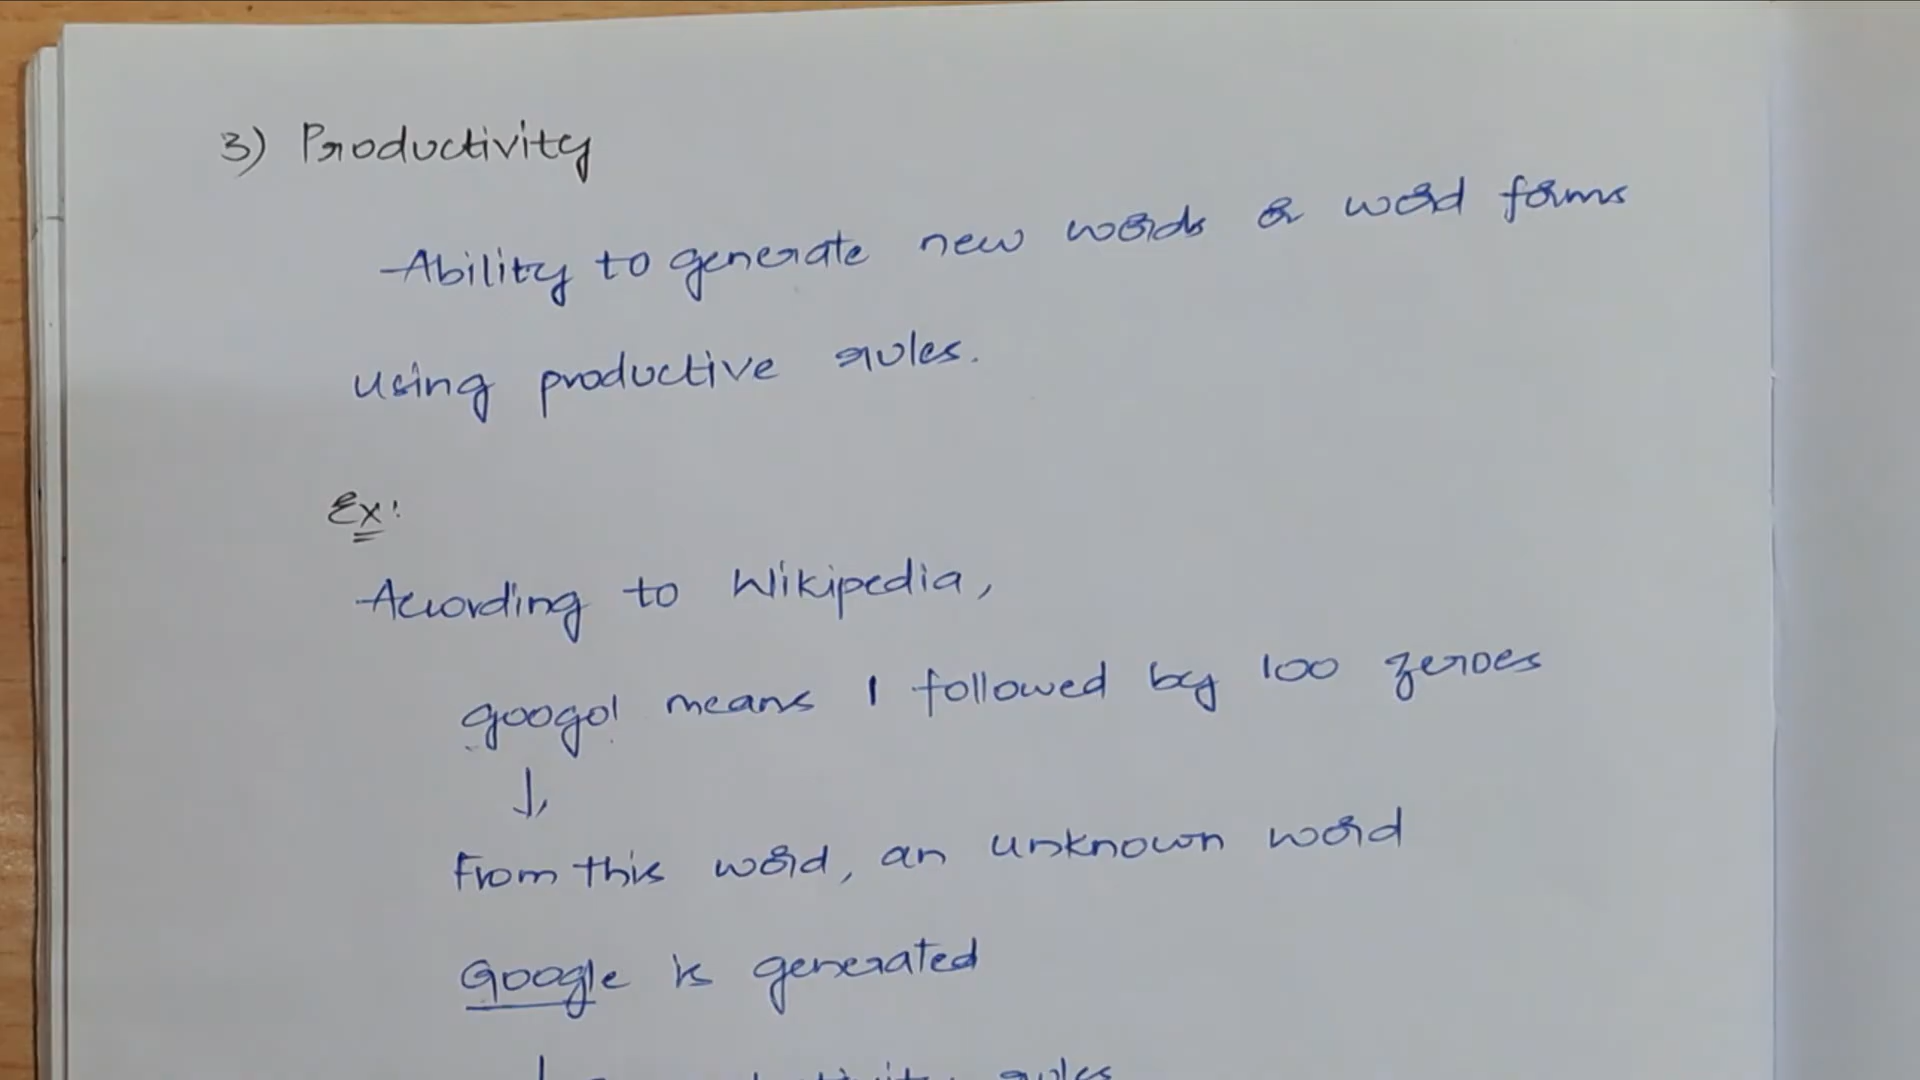 3) Productivity
Ability to generate new words or word forms
using productive rules.
Ex:
According to Wikipedia,
googol means 1 followed by 100 zeroes
From this word, an unknown word
Google is generated
rules